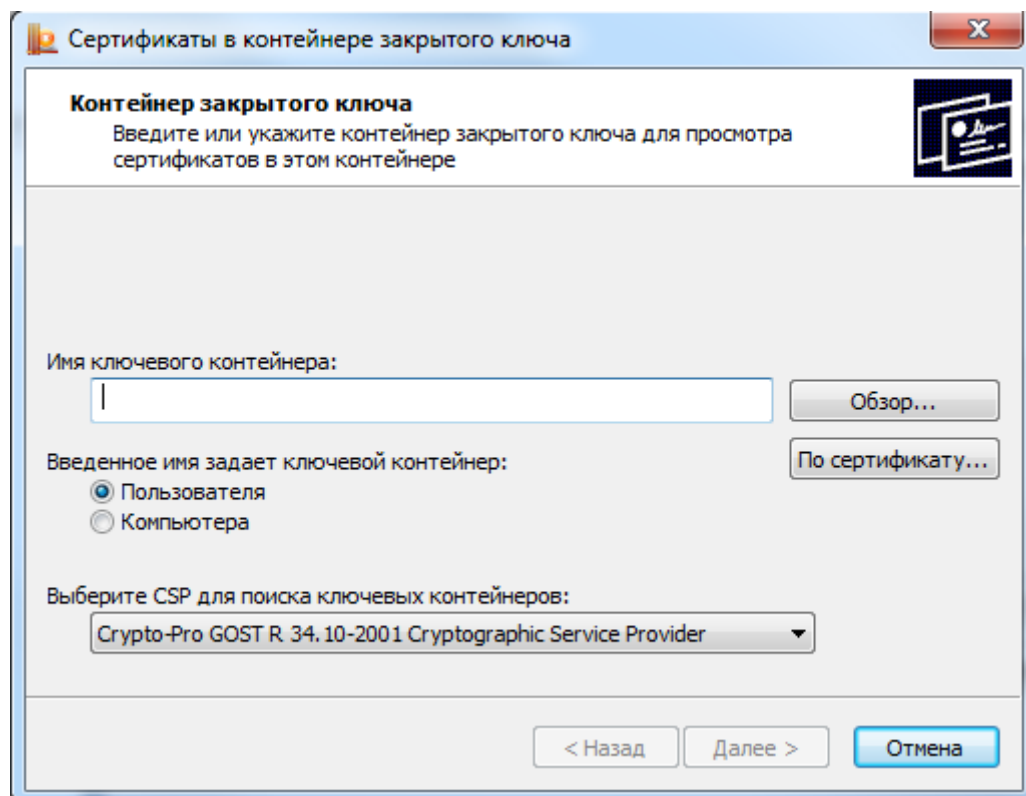 Сертификаты в контейнере закрытого ключа
Контейнер закрытого ключа
Введите или укажите контейнер закрытого ключа для просмотра
сертификатов в этом контейнере
Имя ключевого контейнера:
Обзор...
Введенное имя задает ключевой контейнер:
По сертификату...
Пользователя
Компьютера
Выберите CSP для поиска ключевых контейнеров:
Crypto-Pro GOST R 34.10-2001 Cryptographic Service Provider
< Назад
Далее >
Отмена